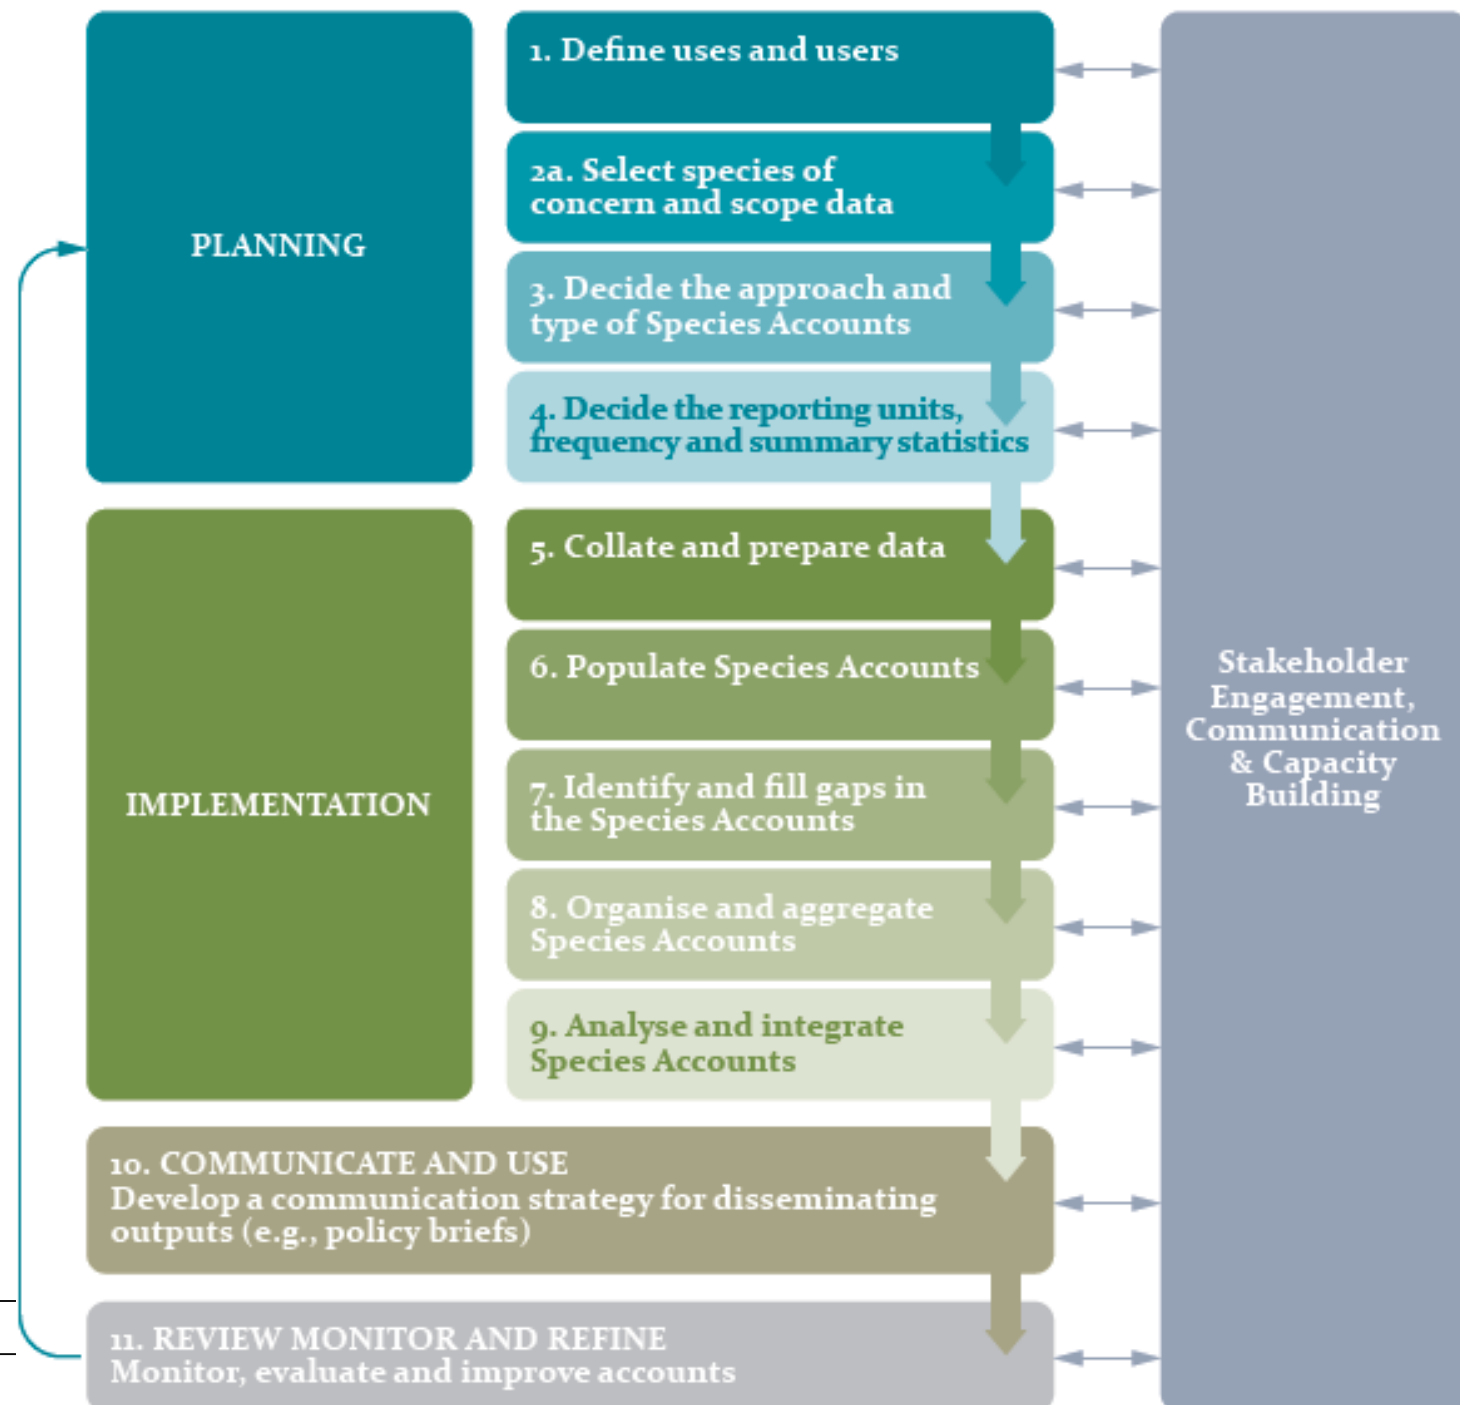 PLANNING
1. Define uses and users
2a. Select species of
concern and scope data
3. Decide the approach and
type of Species Accounts
4. Decide the reporting units,
frequency and summary statistics
IMPLEMENTATION
5. Collate and prepare data
6. Populate Species Accounts
7. Identify and fill gaps in
the Species Accounts
8. Organise and aggregate
Species Accounts
9. Analyse and integrate
Species Accounts
10. COMMUNICATE AND USE
Develop a communication strategy for disseminating
outputs (e.g., policy briefs)
11. REVIEW MONITOR AND REFINE
Monitor, evaluate and improve accounts
Stakeholder
Engagement,
Communication
& Capacity
Building